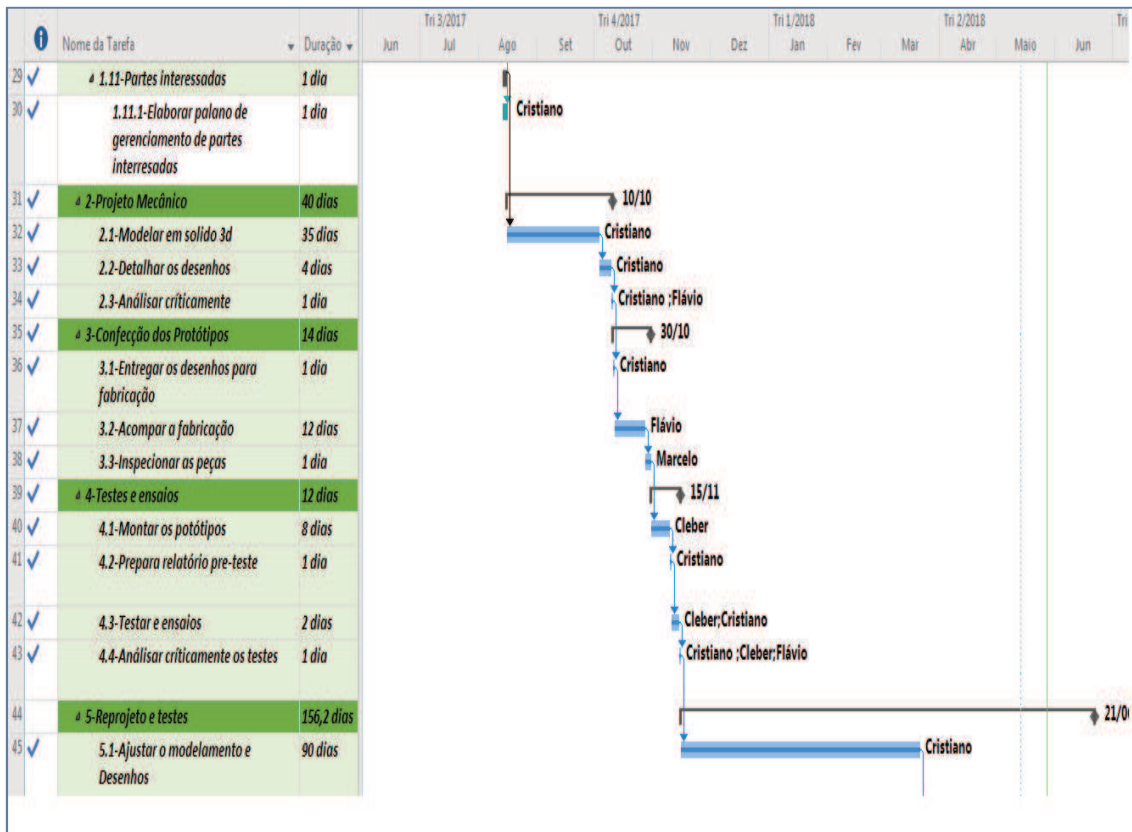 Tri 3/2017 Tri 4/2017 Tri 1/2018 Tri 2/2018 Tri
Nome da Tarefa Duração Jun Jul Ago Set Out Nov Dez Jan Fev Mar Abr Maio Jun
29 1.11-Partes interessadas 1 dia
30 1.11.1-Elaborar palano de 1 dia Cristiano
gerenciamento de partes
interresadas
31 2-Projeto Mecânico 40 dias 10/10
32 2.1-Modelar em solido 3d 35 dias Cristiano
33 2.2-Detalhar os desenhos 4 dias Cristiano
34 2.3-Análisar críticamente 1 dia Cristiano ;Flávio
35 3-Confecção dos Protótipos 14 dias 30/10
36 3.1-Entregar os desenhos para 1 dia Cristiano
fabricação
37 3.2-Acompar a fabricação 12 dias Flávio
38 3.3-Inspecionar as peças 1 dia Marcelo
39 4-Testes e ensaios 12 dias 15/11
40 4.1-Montar os potótipos 8 dias Cleber
41 4.2-Prepara relatório pre-teste 1 dia Cristiano
42 4.3-Testar e ensaios 2 dias Cleber;Cristiano
43 4.4-Análisar críticamente os testes 1 dia Cristiano ;Cleber;Flávio
44 5-Reprojeto e testes 156,2 dias 21/0
45 5.1-Ajustar o modelamento e 90 dias Cristiano
Desenhos